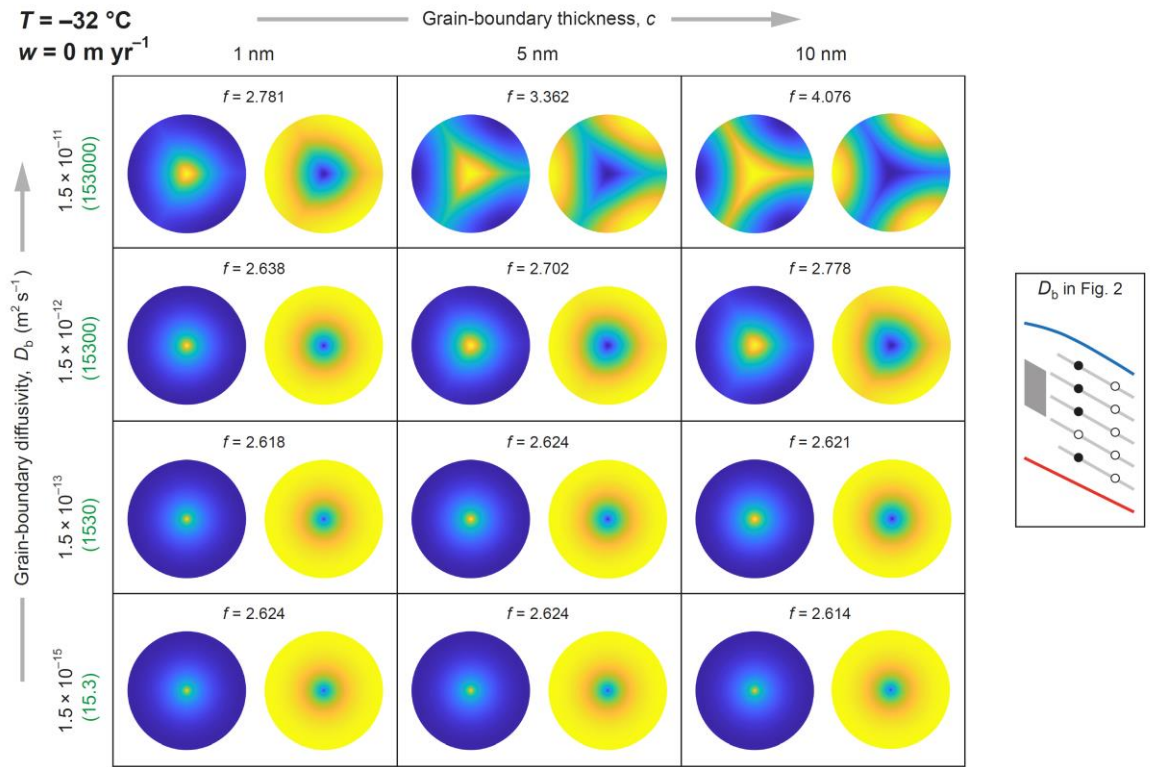 T = –32 °C
w = 0 m yr⁻¹
Grain-boundary thickness, c
1 nm 5 nm 10 nm
Grain-boundary diffusivity, D_b (m² s⁻¹)
1.5 × 10⁻¹¹
(1530000)
f = 2.781 f = 3.362 f = 4.076
1.5 × 10⁻¹²
(15300)
f = 2.638 f = 2.702 f = 2.778
1.5 × 10⁻¹³
(1530)
f = 2.618 f = 2.624 f = 2.621
1.5 × 10⁻¹⁵
(15.3)
f = 2.624 f = 2.624 f = 2.614
D_b in Fig. 2